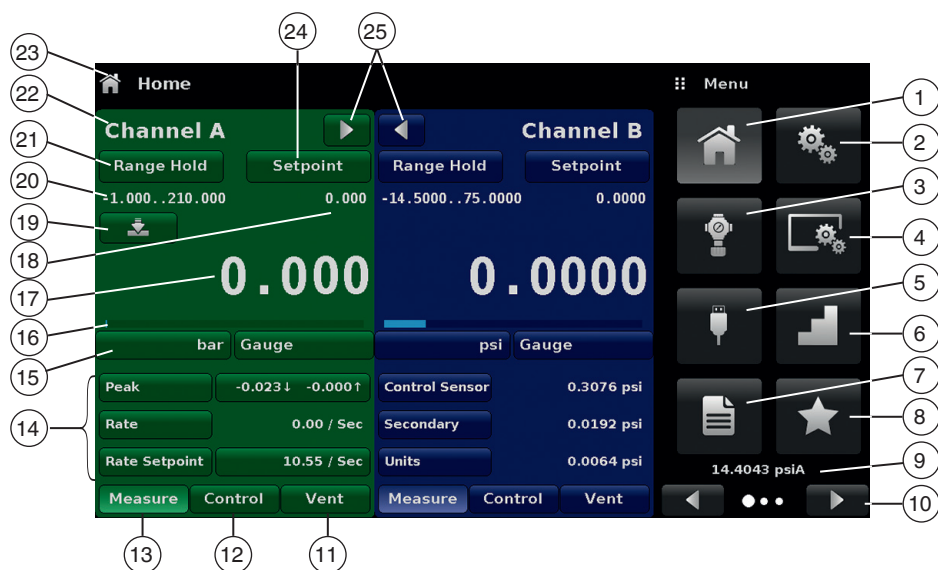 24
25
23
Home
Menu
22
Channel A
Channel B
1
21
Range Hold
Setpoint
Range Hold
Setpoint
2
20
-1.000..210.000
0.000
-14.5000..75.0000
0.0000
3
19
4
18
17
0.000
0.0000
5
16
6
15
bar
Gauge
psi
Gauge
7
14
Peak
-0.023↓ -0.000↑
Control Sensor
0.3076 psi
8
Rate
0.00 / Sec
Secondary
0.0192 psi
9
Rate Setpoint
10.55 / Sec
Units
0.0064 psi
14.4043 psiA
10
Measure
Control
Vent
Measure
Control
Vent
13
12
11